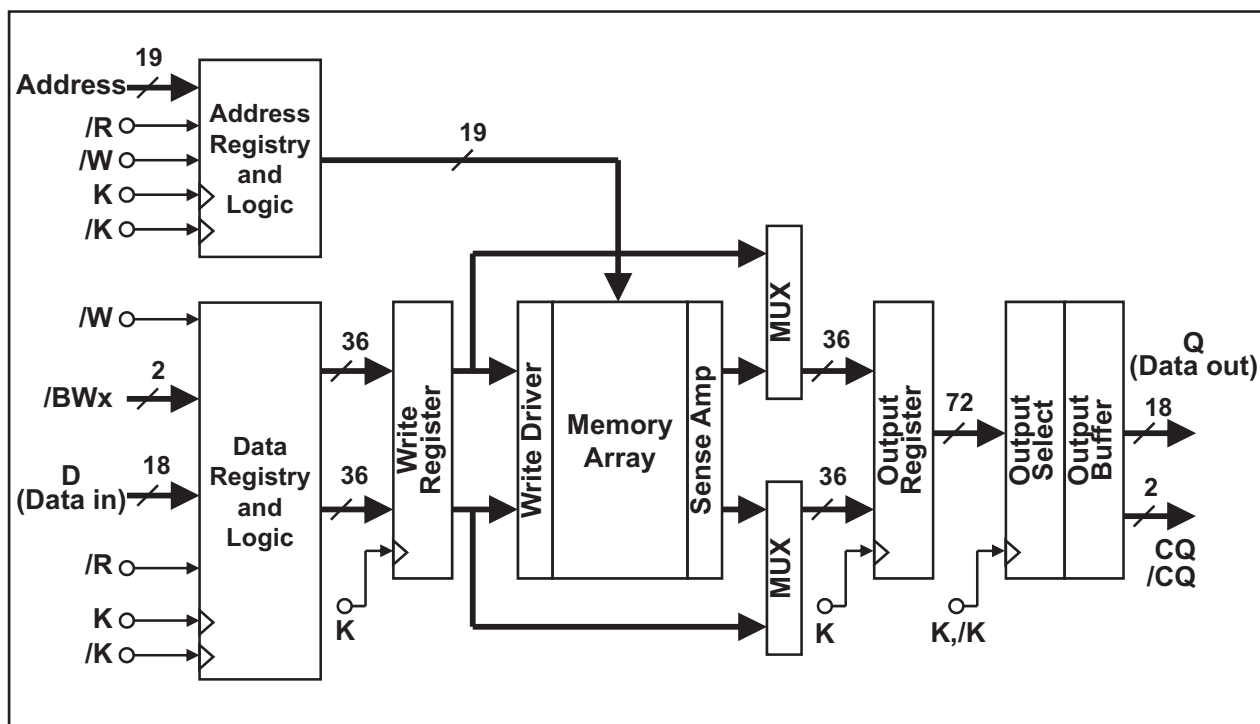 19
Address
/R
/W
K
/K
Address
Registry
and
Logic
19
/W
2
/BWx
18
D
(Data in)
/R
K
/K
Data
Registry
and
Logic
36
36
Write
Register
K
Write Driver
Memory
Array
Sense Amp
MUX
MUX
36
36
K
Output
Register
72
K,/K
Output
Select
Output
Buffer
Q
(Data out)
18
2
CQ
/CQ